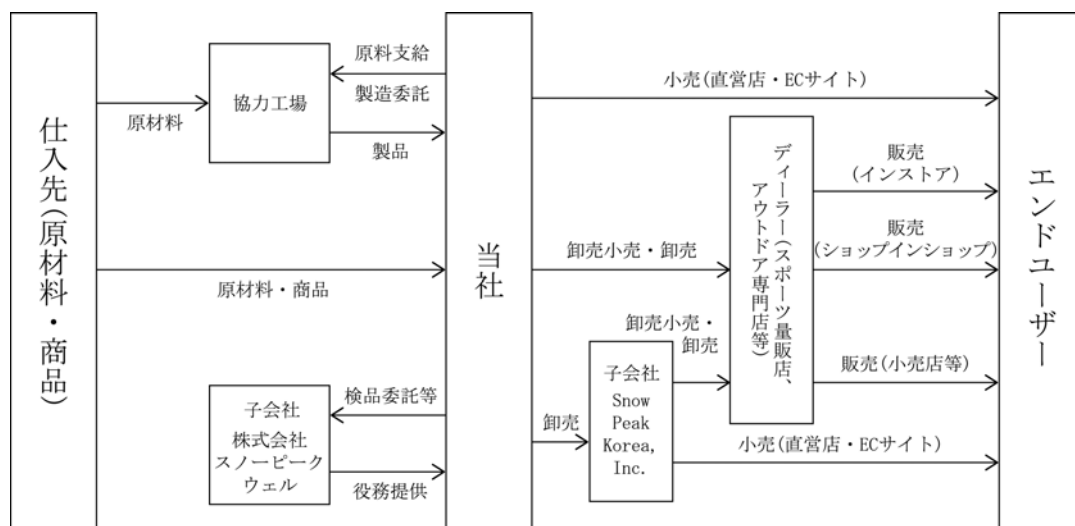 仕入先(原材料・商品)
原材料
協力工場
原料支給
製造委託
製品
原材料・商品
子会社
株式会社
スノーピーク
ウェル
検品委託等
役務提供
当社
小売(直営店・ECサイト)
卸売小売・卸売
卸売
子会社
Snow
Peak
Korea,
Inc.
卸売小売・
卸売
ディーラー(スポーツ量販店、
アウトドア専門店等)
販売
(インストア)
販売
(ショップインショップ)
販売(小売店等)
小売(直営店・ECサイト)
エンドユーザー